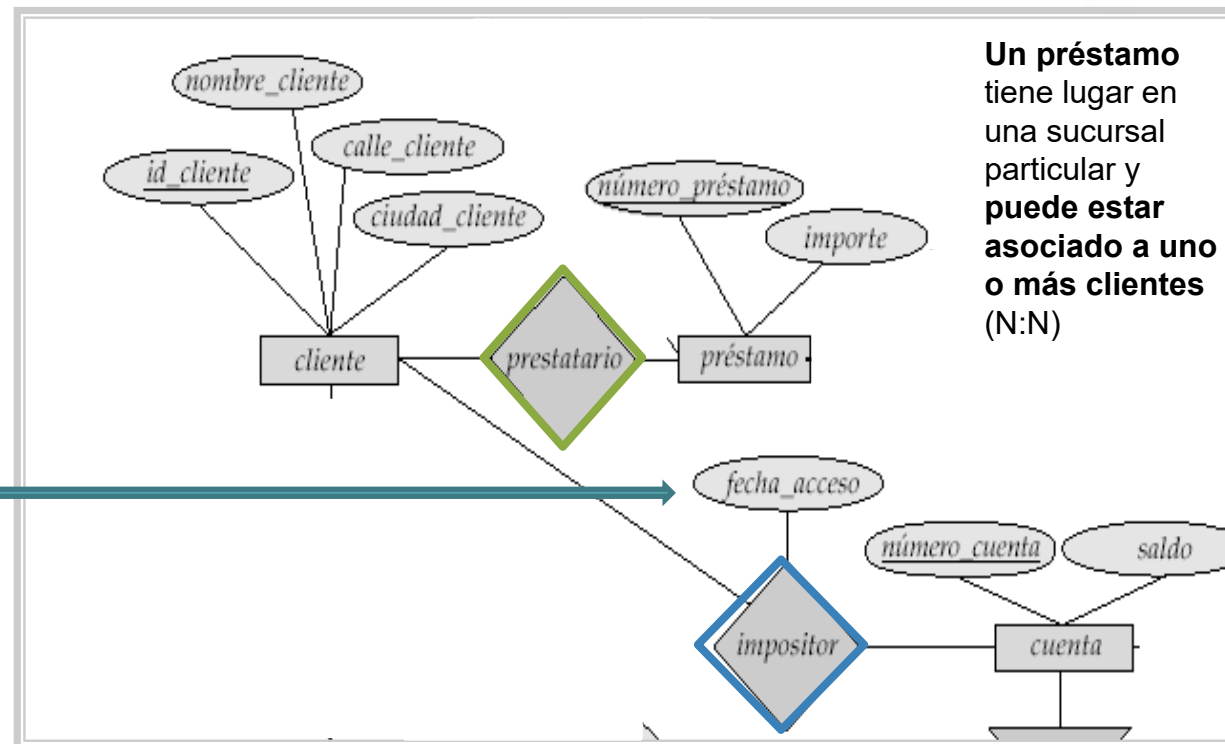 Un préstamo
tiene lugar en
una sucursal
particular y
puede estar
asociado a uno
o más clientes
(N:N)
nombre_cliente
calle_cliente
id_cliente
ciudad_cliente
número_préstamo
importe
cliente
prestatario
préstamo
fecha_acceso
número_cuenta
saldo
impositor
cuenta